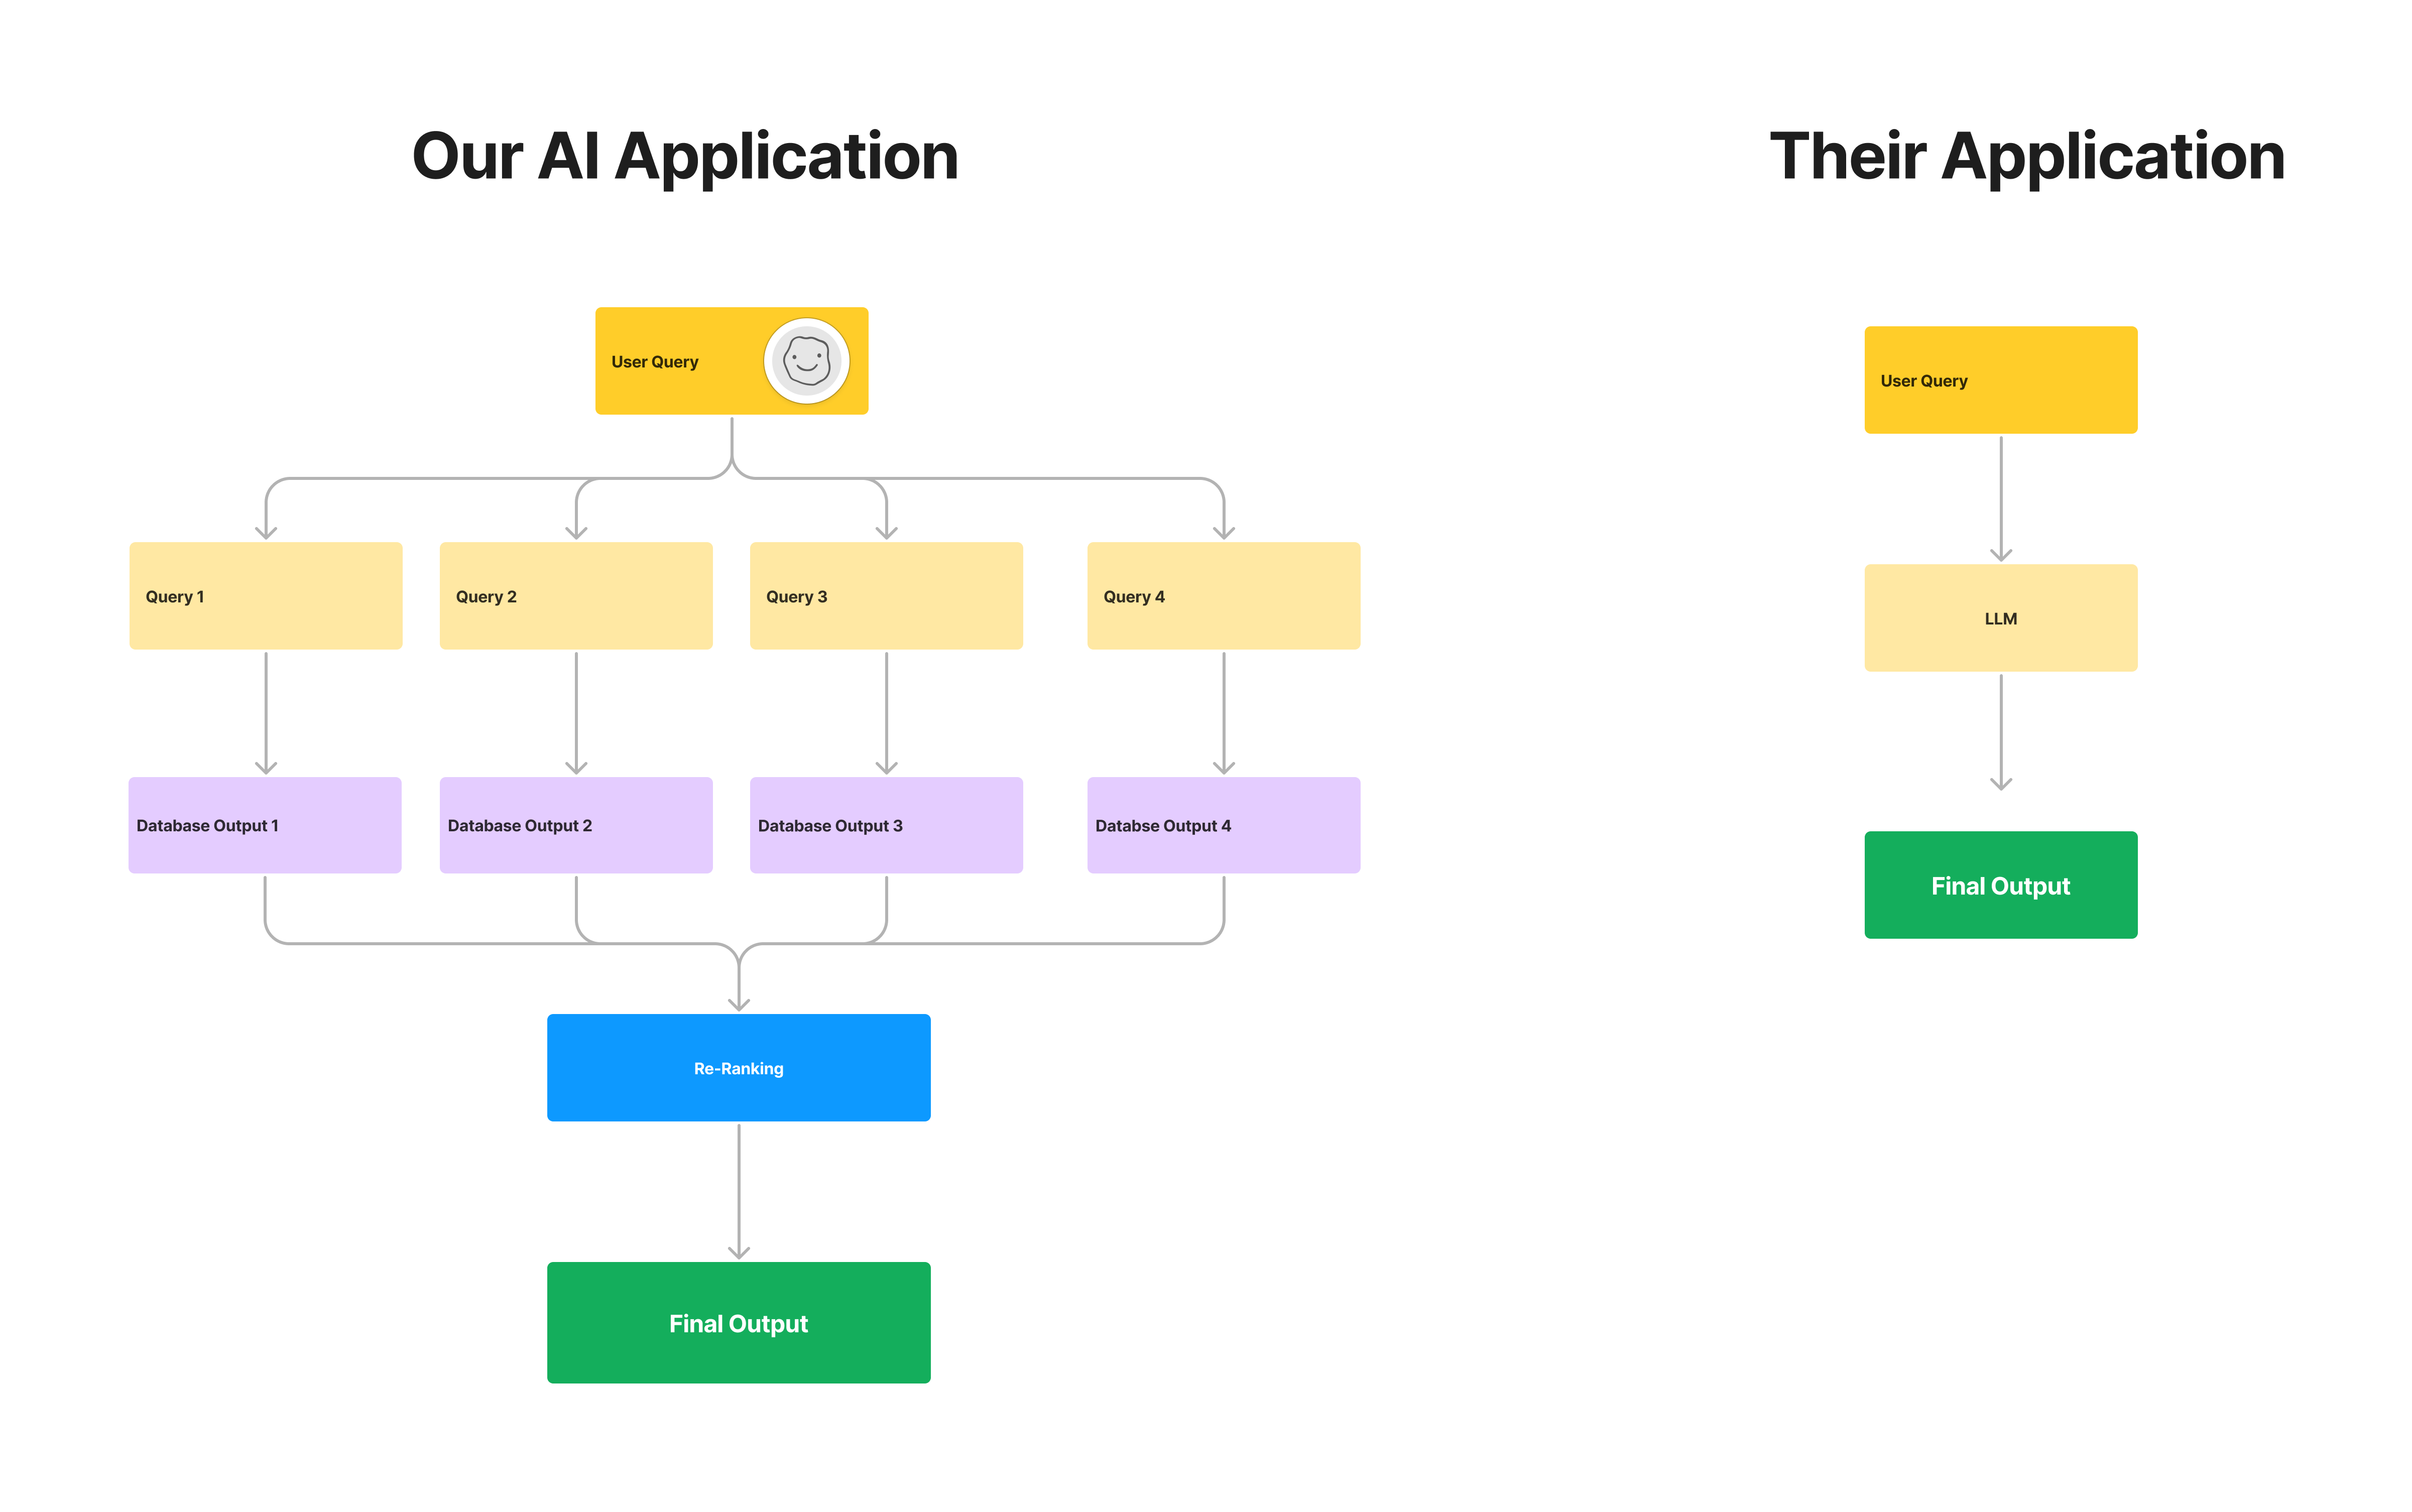 Our AI Application
Their Application
User Query
User Query
Query 1
Query 2
Query 3
Query 4
LLM
Database Output 1
Database Output 2
Database Output 3
Databse Output 4
Final Output
Re-Ranking
Final Output